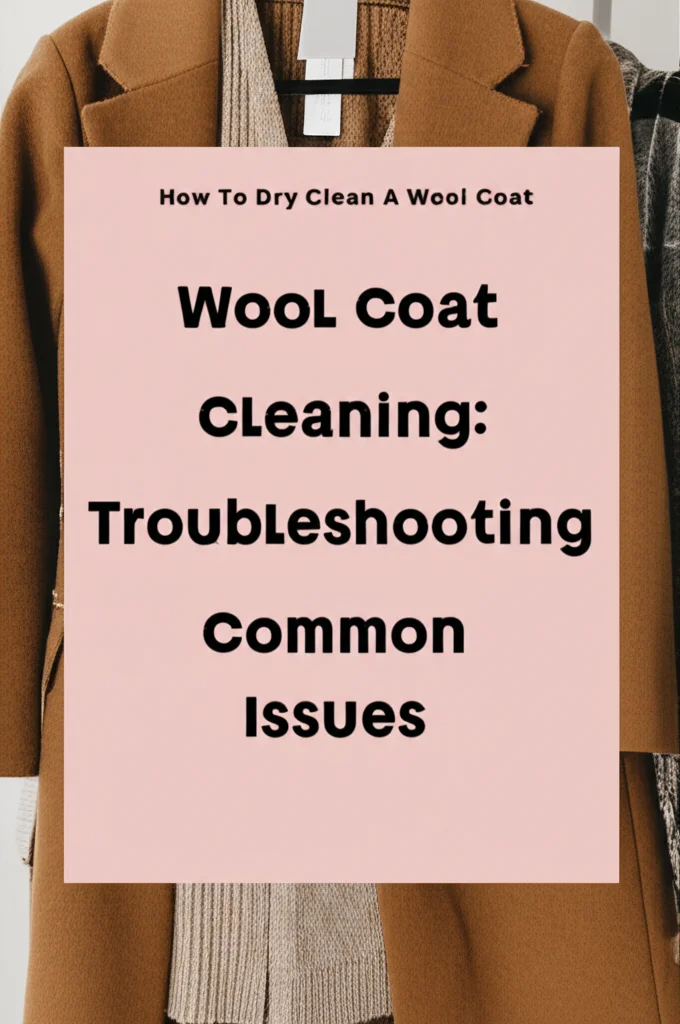 How To Dry Clean A Wool Coat
Wool Coat
Cleaning:
Troubleshooting
Common
Issues